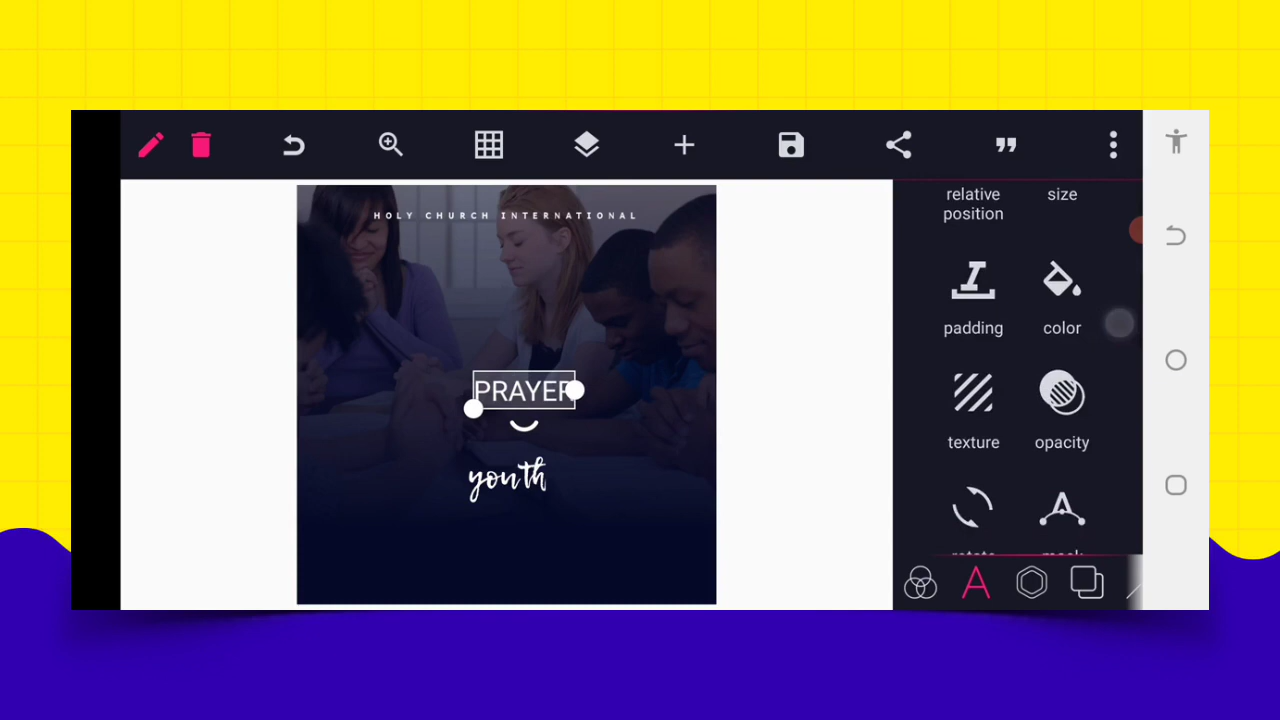 HOLY CHURCH INTERNATIONAL
PRAYER
youth
relative position
size
padding
color
texture
opacity